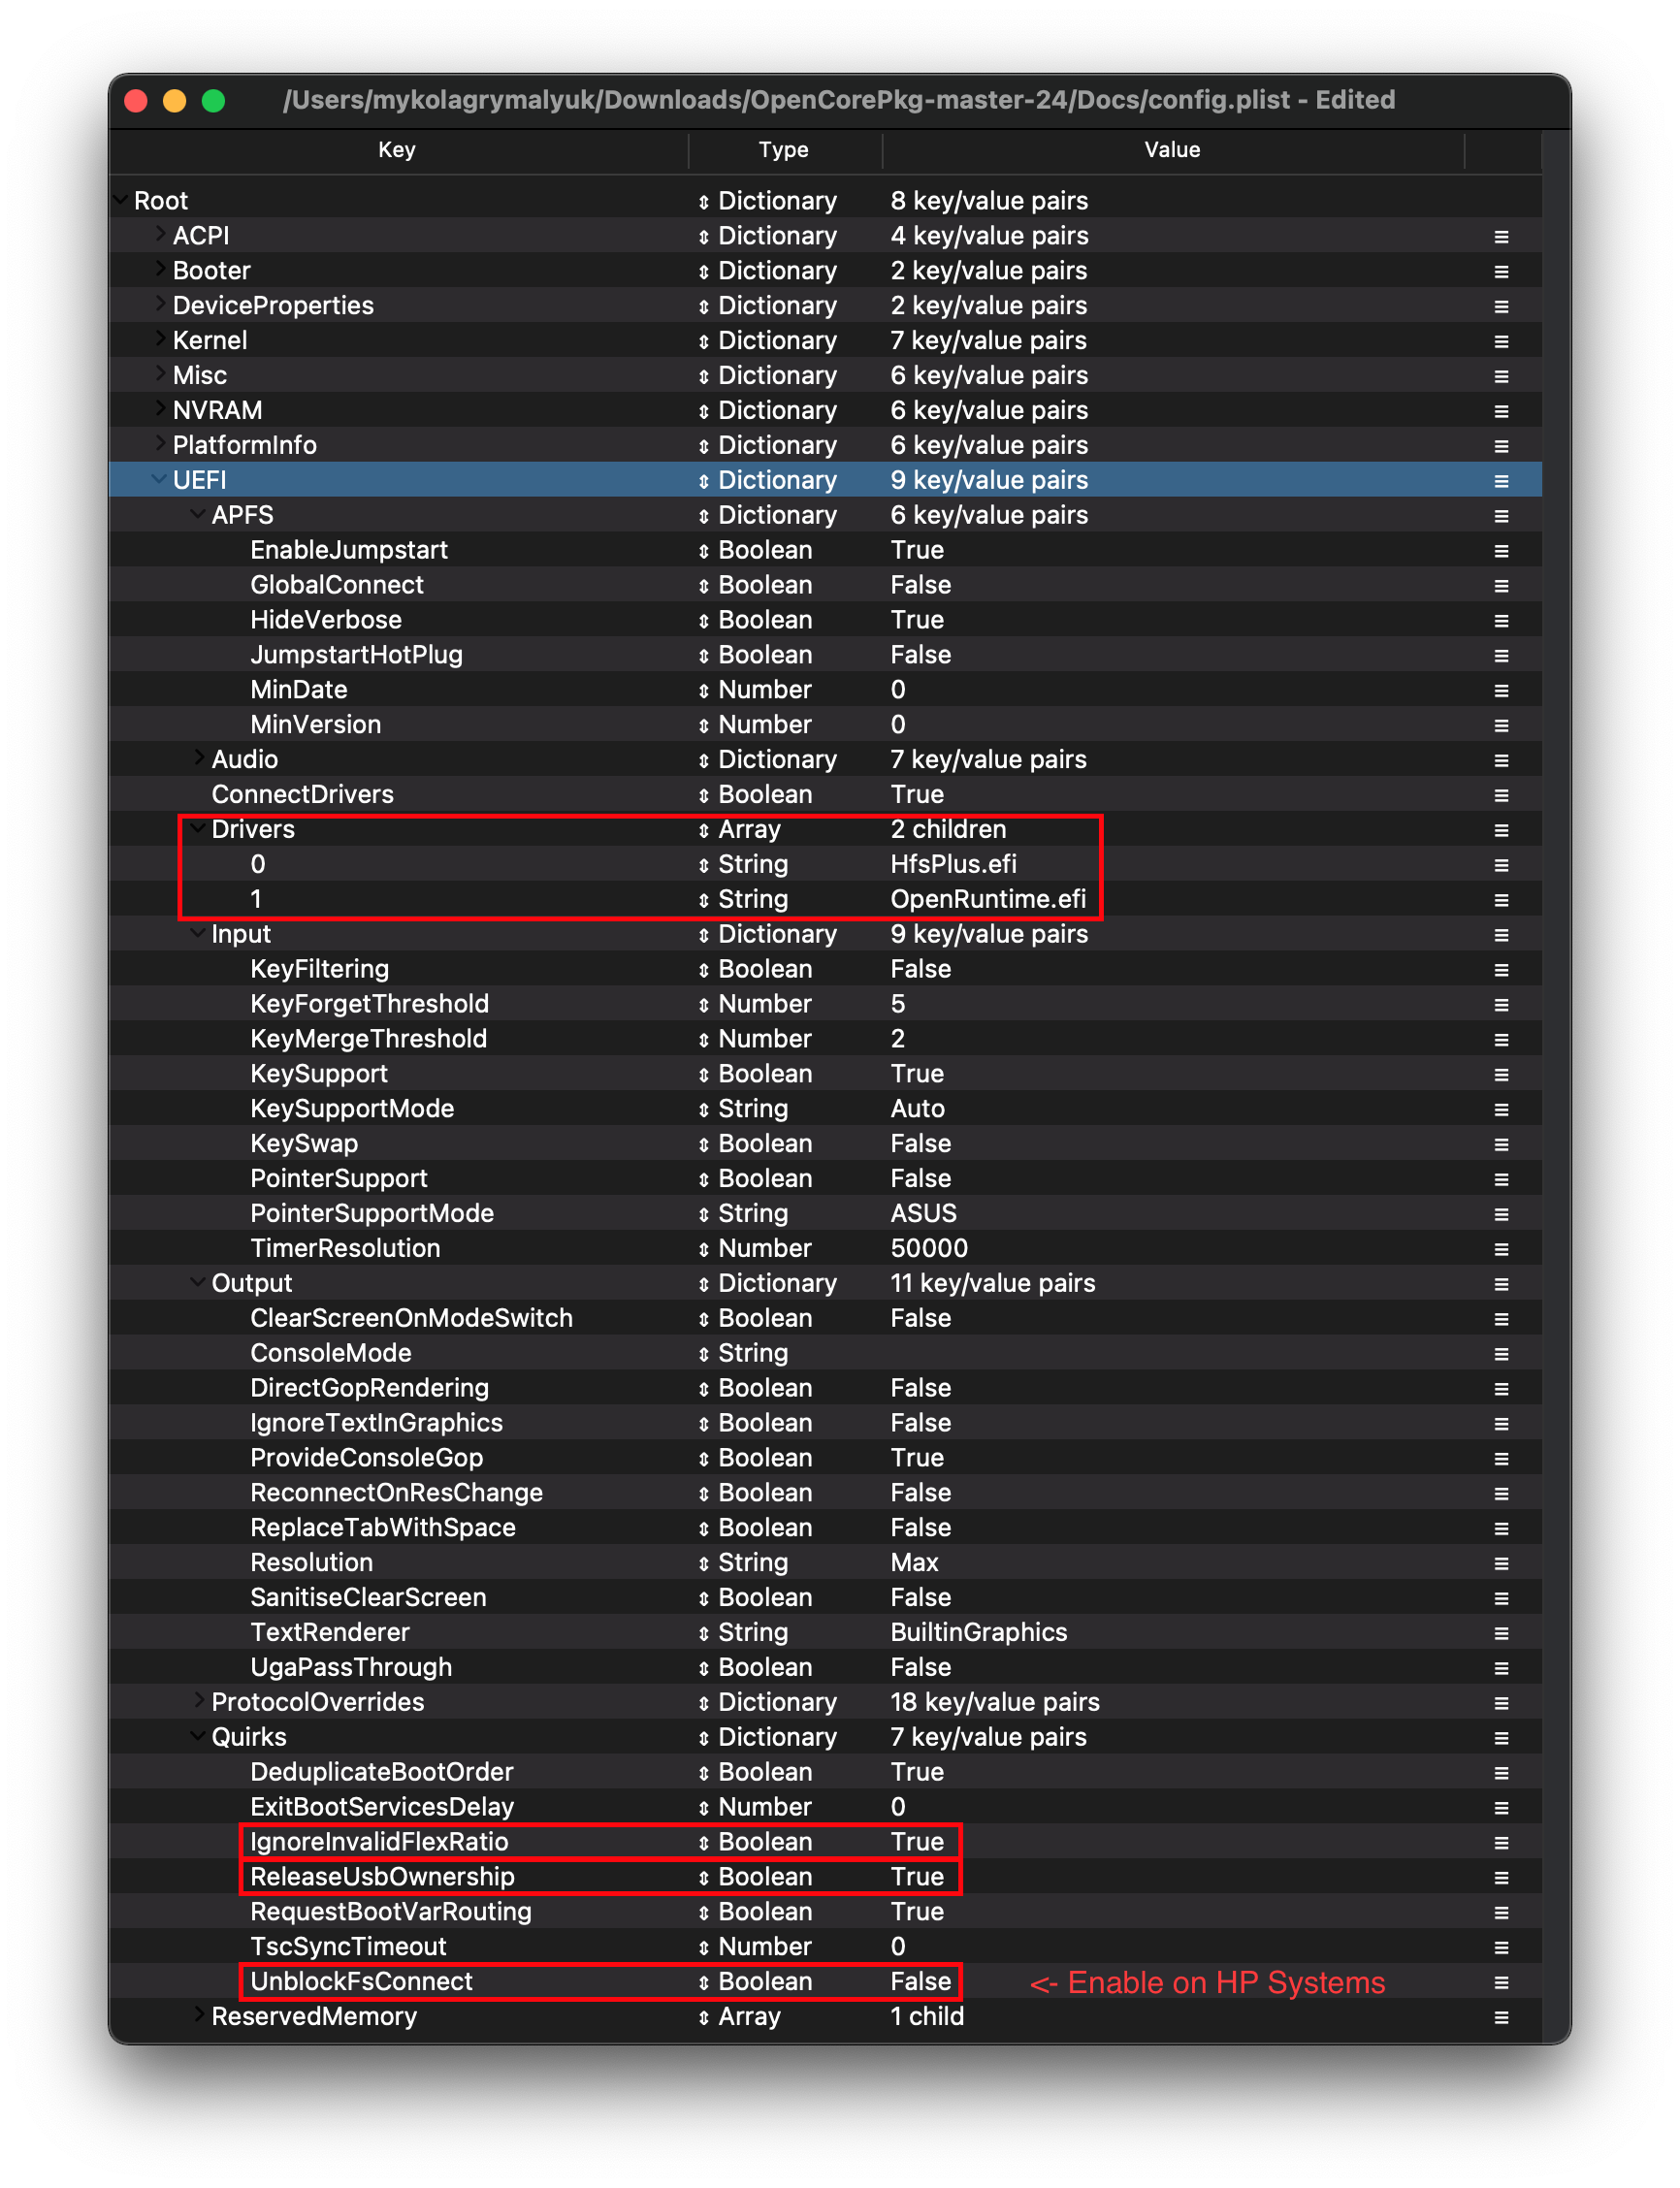 /Users/mykolagrymalyuk/Downloads/OpenCorePkg-master-24/Docs/config.plist - Edited
Key Type Value
Root Dictionary 8 key/value pairs
ACPI Dictionary 4 key/value pairs
Booter Dictionary 2 key/value pairs
DeviceProperties Dictionary 2 key/value pairs
Kernel Dictionary 7 key/value pairs
Misc Dictionary 6 key/value pairs
NVRAM Dictionary 6 key/value pairs
PlatformInfo Dictionary 6 key/value pairs
UEFI Dictionary 9 key/value pairs
APFS Dictionary 6 key/value pairs
EnableJumpstart Boolean True
GlobalConnect Boolean False
HideVerbose Boolean True
JumpstartHotPlug Boolean False
MinDate Number 0
MinVersion Number 0
Audio Dictionary 7 key/value pairs
ConnectDrivers Boolean True
Drivers Array 2 children
0 String HfsPlus.efi
1 String OpenRuntime.efi
Input Dictionary 9 key/value pairs
KeyFiltering Boolean False
KeyForgetThreshold Number 5
KeyMergeThreshold Number 2
KeySupport Boolean True
KeySupportMode String Auto
KeySwap Boolean False
PointerSupport Boolean False
PointerSupportMode String ASUS
TimerResolution Number 50000
Output Dictionary 11 key/value pairs
ClearScreenOnModeSwitch Boolean False
ConsoleMode String
DirectGopRendering Boolean False
IgnoreTextInGraphics Boolean False
ProvideConsoleGop Boolean True
ReconnectOnResChange Boolean False
ReplaceTabWithSpace Boolean False
Resolution String Max
SanitiseClearScreen Boolean False
TextRenderer String BuiltinGraphics
UgaPassThrough Boolean False
ProtocolOverrides Dictionary 18 key/value pairs
Quirks Dictionary 7 key/value pairs
DeduplicateBootOrder Boolean True
ExitBootServicesDelay Number 0
IgnoreInvalidFlexRatio Boolean True
ReleaseUsbOwnership Boolean True
RequestBootVarRouting Boolean True
TscSyncTimeout Number 0
UnblockFsConnect Boolean False <- Enable on HP Systems
ReservedMemory Array 1 child